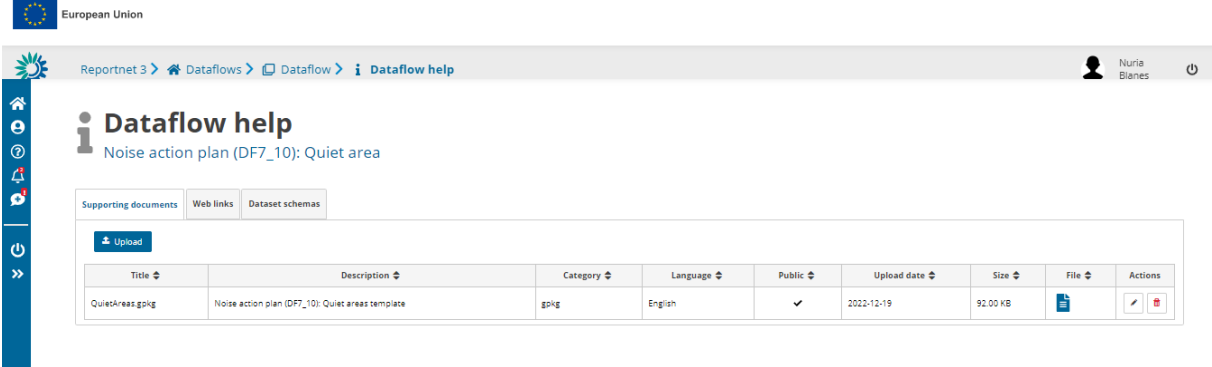 European Union
Reportnet 3 Dataflows Dataflow Dataflow help
Nuria
Blanes
Dataflow help
Noise action plan (DF7_10): Quiet area
Supporting documents Web links Dataset schemas
Upload
Title Description Category Language Public Upload date Size File Actions
QuietAreas.gpkg Noise action plan (DF7_10): Quiet areas template gpkg English 2022-12-19 92.00 KB